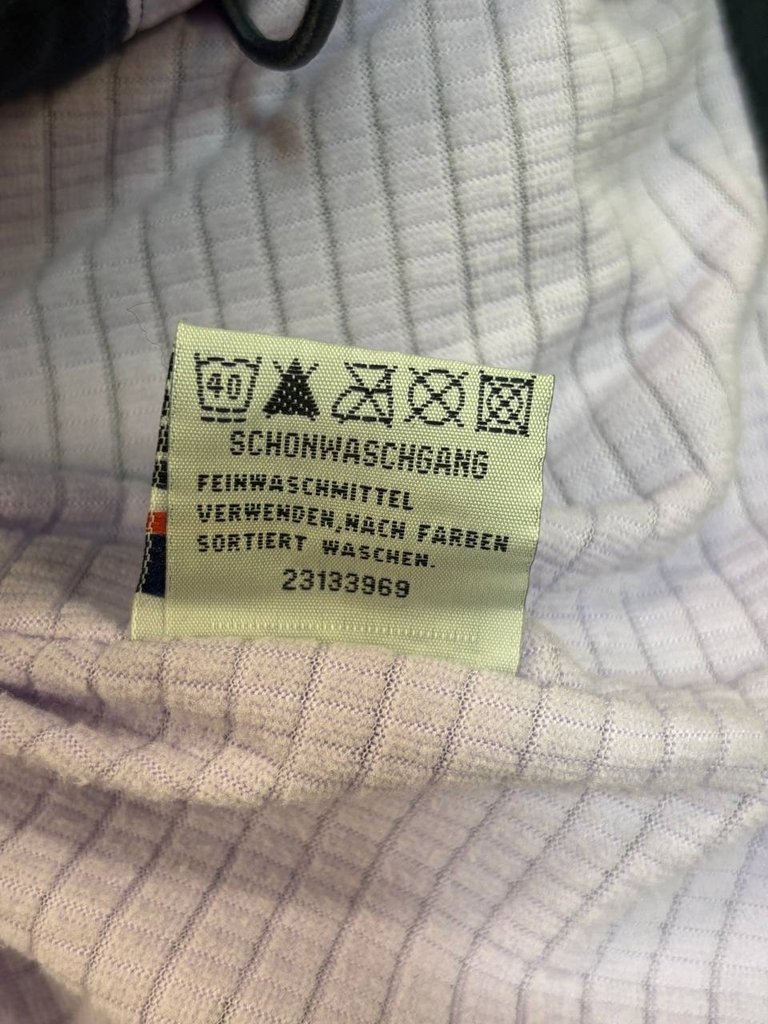 40
SCHONWASCHGANG
FEINWASCHMITTEL
VERWENDEN,NACH FARBEN
SORTIERT WASCHEN.
23133969